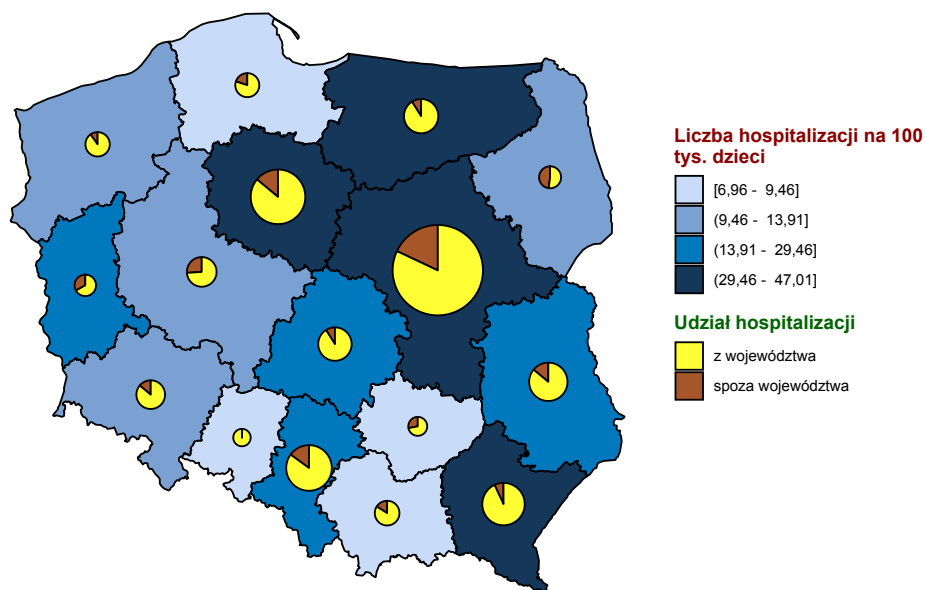 Liczba hospitalizacji na 100
tys. dzieci
[6,96 - 9,46]
(9,46 - 13,91]
(13,91 - 29,46]
(29,46 - 47,01]
Udział hospitalizacji
z województwa
spoza województwa